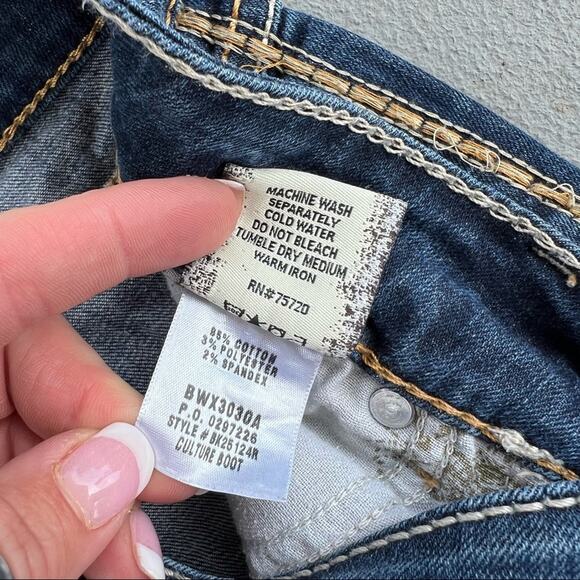 MACHINE WASH
SEPARATELY
COLD WATER
DO NOT BLEACH
TUMBLE DRY MEDIUM
WARM IRON
RN#75720
85% COTTON
3% POLYESTER
2% SPANDEX
BWX3030A
P.O. 0297226
STYLE # BK25124R
CULTURE BOOT